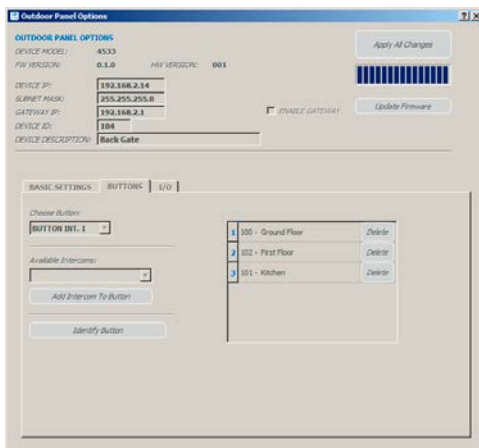 Outdoor Panel Options
OUTDOOR PANEL OPTIONS
DEVICE MODEL: 4533
FW VERSION: 0.1.0 HW VERSION: 001
Apply All Changes
DEVICE IP: 192.168.2.14
SUBNET MASK: 255.255.255.0
GATEWAY IP: 192.168.2.1
ENABLE GATEWAY
Update Firmware
DEVICE ID: 104
DEVICE DESCRIPTION: Back Gate
BASIC SETTINGS BUTTONS I/O
Choose Button:
BUTTON INT. 1
Available Intercoms:
Add Intercom To Button
Identify Button
1 100 - Ground Floor Delete
2 102 - First Floor Delete
3 101 - Kitchen Delete